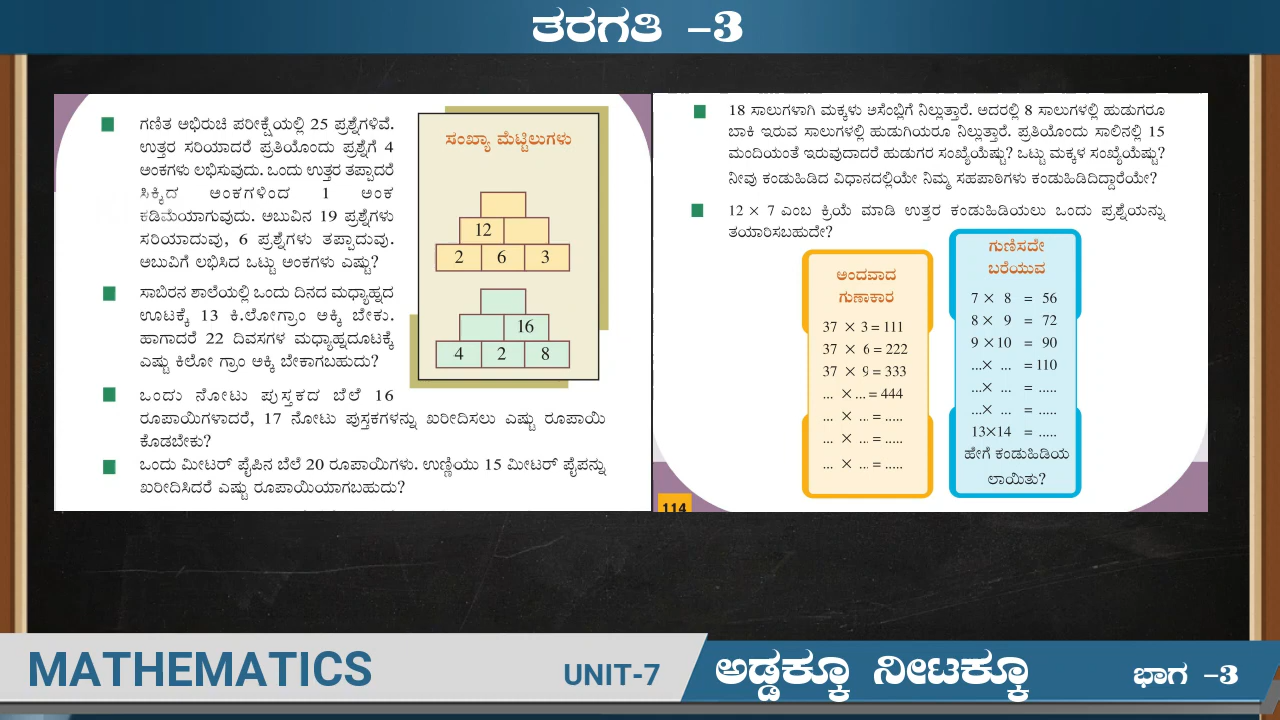 ತರಗತಿ -3
ಗಣಿತ ಅಭಿರುಚಿ ಪರೀಕ್ಷೆಯಲ್ಲಿ 25 ಪ್ರಶ್ನೆಗಳಿವೆ.
ಉತ್ತರ ಸರಿಯಾದರೆ ಪ್ರತಿಯೊಂದು ಪ್ರಶ್ನೆಗೆ 4
ಅಂಕಗಳು ಲಭಿಸುವುದು. ಒಂದು ಉತ್ತರ ತಪ್ಪಾದರೆ
ಸಿಕ್ಕಿದ ಅಂಕಗಳಿಂದ 1 ಅಂಕ
ಕಡಿಮೆಯಾಗುವುದು. ಅಬುವಿನ 19 ಪ್ರಶ್ನೆಗಳು
ಸರಿಯಾದುವು, 6 ಪ್ರಶ್ನೆಗಳು ತಪ್ಪಾದುವು.
ಅಬುವಿಗೆ ಲಭಿಸಿದ ಒಟ್ಟು ಅಂಕಗಳು ಎಷ್ಟು?
ಸಾಬಿರನ ಶಾಲೆಯಲ್ಲಿ ಒಂದು ದಿನದ ಮಧ್ಯಾಹ್ನದ
ಊಟಕ್ಕೆ 13 ಕಿ.ಲೋಗ್ರಾಂ ಅಕ್ಕಿ ಬೇಕು.
ಹಾಗಾದರೆ 22 ದಿವಸಗಳ ಮಧ್ಯಾಹ್ನದೂಟಕ್ಕೆ
ಎಷ್ಟು ಕಿಲೋ ಗ್ರಾಂ ಅಕ್ಕಿ ಬೇಕಾಗಬಹುದು?
ಒಂದು ನೋಟು ಪುಸ್ತಕದ ಬೆಲೆ 16
ರೂಪಾಯಿಗಳಾದರೆ, 17 ನೋಟು ಪುಸ್ತಕಗಳನ್ನು ಖರೀದಿಸಲು ಎಷ್ಟು ರೂಪಾಯಿ
ಕೊಡಬೇಕು?
ಒಂದು ಮೀಟರ್ ಪೈಪಿನ ಬೆಲೆ 20 ರೂಪಾಯಿಗಳು. ಉಣ್ಣಿಯು 15 ಮೀಟರ್ ಪೈಪನ್ನು
ಖರೀದಿಸಿದರೆ ಎಷ್ಟು ರೂಪಾಯಿಯಾಗಬಹುದು?
ಸಂಖ್ಯಾ ಮೆಟ್ಟಿಲುಗಳು
12
2 6 3
16
4 2 8
18 ಸಾಲುಗಳಾಗಿ ಮಕ್ಕಳು ಅಸೆಂಬ್ಲಿಗೆ ನಿಲ್ಲುತ್ತಾರೆ. ಅದರಲ್ಲಿ 8 ಸಾಲುಗಳಲ್ಲಿ ಹುಡುಗರೂ
ಬಾಕಿ ಇರುವ ಸಾಲುಗಳಲ್ಲಿ ಹುಡುಗಿಯರೂ ನಿಲ್ಲುತ್ತಾರೆ. ಪ್ರತಿಯೊಂದು ಸಾಲಿನಲ್ಲಿ 15
ಮಂದಿಯಂತೆ ಇರುವುದಾದರೆ ಹುಡುಗರ ಸಂಖ್ಯೆಯೆಷ್ಟು? ಒಟ್ಟು ಮಕ್ಕಳ ಸಂಖ್ಯೆಯೆಷ್ಟು?
ನೀವು ಕಂಡುಹಿಡಿದ ವಿಧಾನದಲ್ಲಿಯೇ ನಿಮ್ಮ ಸಹಪಾಠಿಗಳು ಕಂಡುಹಿಡಿದಿದ್ದಾರೆಯೇ?
12 × 7 ಎಂಬ ಕ್ರಿಯೆ ಮಾಡಿ ಉತ್ತರ ಕಂಡುಹಿಡಿಯಲು ಒಂದು ಪ್ರಶ್ನೆಯನ್ನು
ತಯಾರಿಸಬಹುದೇ?
ಅಂದವಾದ
ಗುಣಾಕಾರ
37 × 3 = 111
37 × 6 = 222
37 × 9 = 333
... × ... = 444
... × ... = .....
... × ... = .....
... × ... = .....
ಗುಣಿಸದೇ
ಬರೆಯುವ
7 × 8 = 56
8 × 9 = 72
9 × 10 = 90
...× ... = 110
...× ... = .....
...× ... = .....
13×14 = .....
ಹೇಗೆ ಕಂಡುಹಿಡಿಯ
ಲಾಯಿತು?
114
MATHEMATICS UNIT-7 ಅಡ್ಡಕ್ಕೂ ನೀಟಕ್ಕೂ ಭಾಗ -3